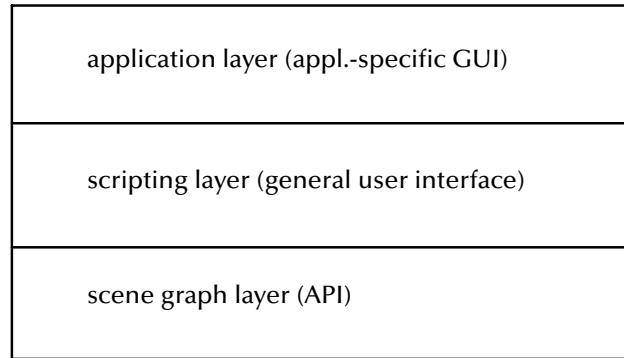 application layer (appl.-specific GUI)
scripting layer (general user interface)
scene graph layer (API)